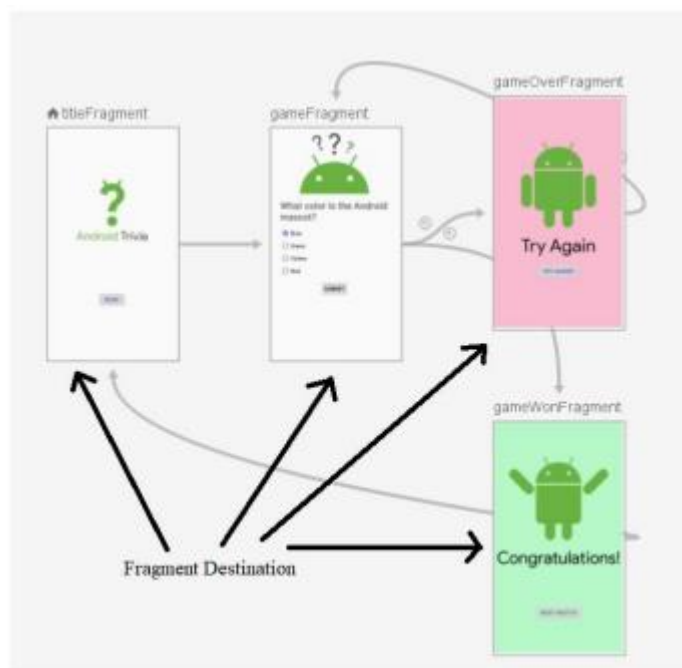 gameOverFragment
titleFragment
gameFragment
? ? ?
?
What color is the Android
mascot?
Android Trivia
Try Again
gameWonFragment
Fragment Destination
Congratulations!